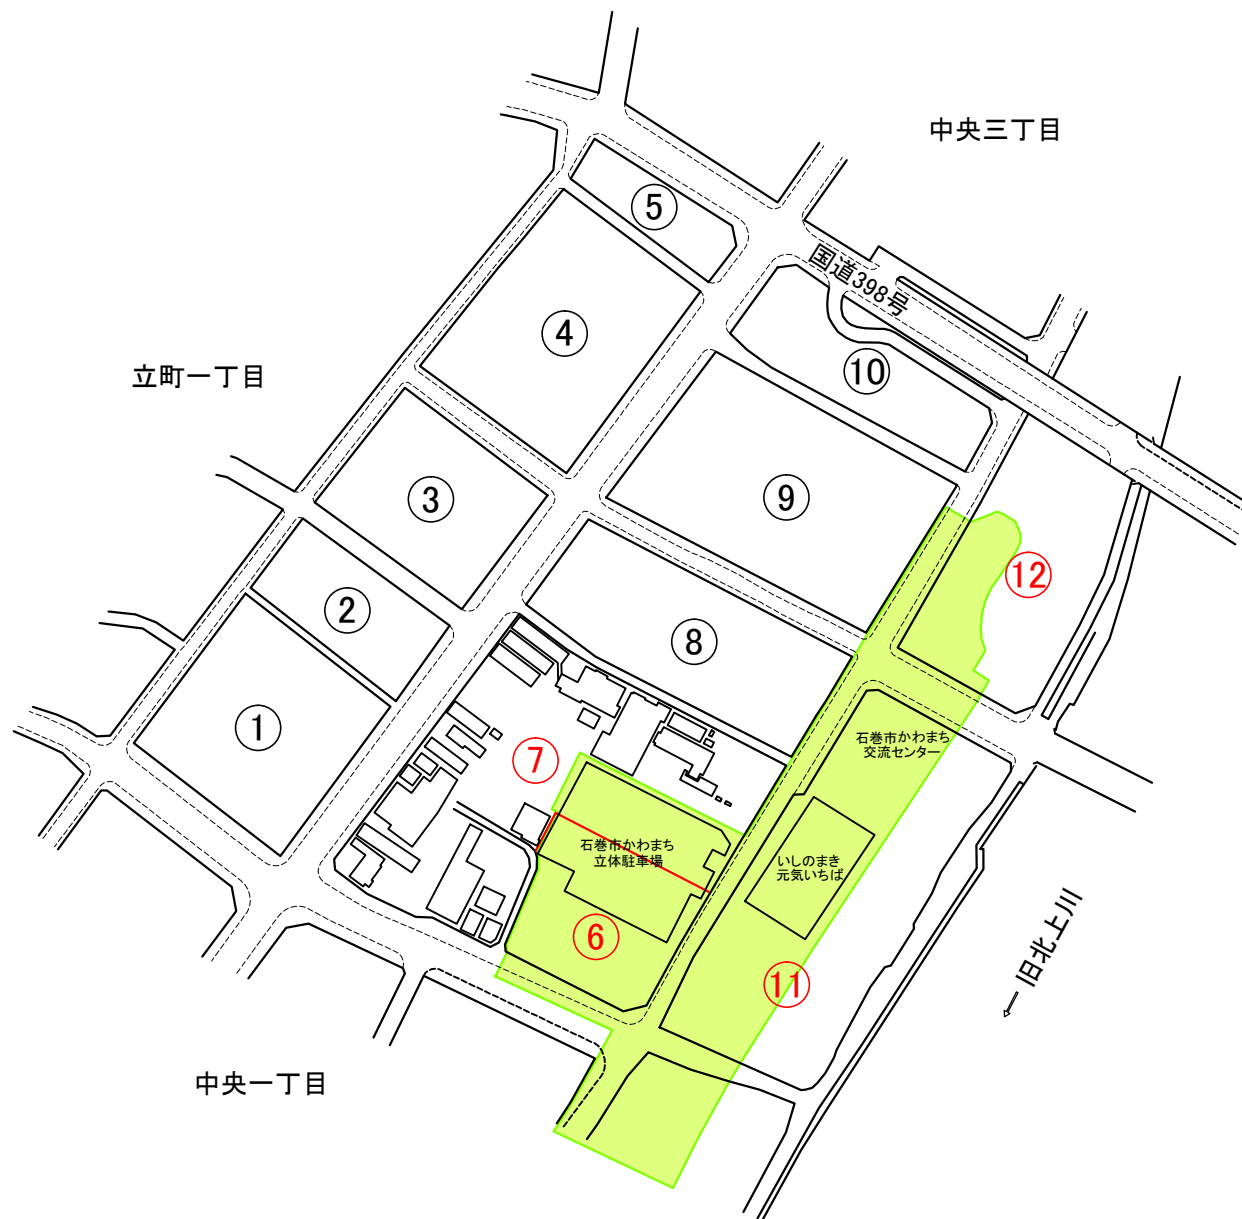 中央三丁目
⑤
国道398号
④
立町一丁目
⑩
③
⑨
⑫
②
⑧
①
石巻市かわまち
交流センター
⑦
石巻市かわまち
立体駐車場
いしのまき
元気いちば
⑥
⑪
←旧北上川
中央一丁目